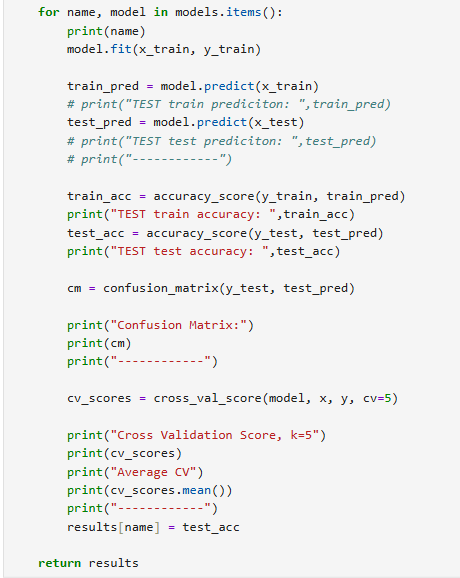 for name, model in models.items():
    print(name)
    model.fit(x_train, y_train)

    train_pred = model.predict(x_train)
    # print("TEST train prediciton: ",train_pred)
    test_pred = model.predict(x_test)
    # print("TEST test prediciton: ",test_pred)
    # print("------------")

    train_acc = accuracy_score(y_train, train_pred)
    print("TEST train accuracy: ",train_acc)
    test_acc = accuracy_score(y_test, test_pred)
    print("TEST test accuracy: ",test_acc)

    cm = confusion_matrix(y_test, test_pred)

    print("Confusion Matrix:")
    print(cm)
    print("------------")

    cv_scores = cross_val_score(model, x, y, cv=5)

    print("Cross Validation Score, k=5")
    print(cv_scores)
    print("Average CV")
    print(cv_scores.mean())
    print("------------")
    results[name] = test_acc

return results